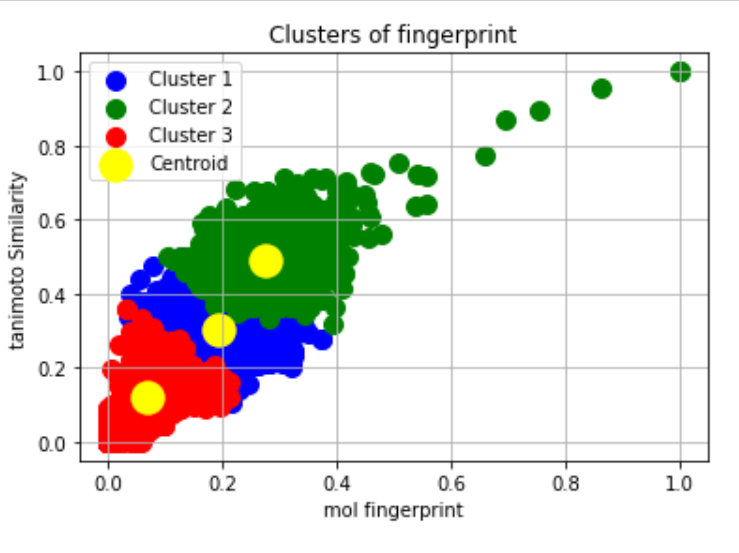 Clusters of fingerprint
Cluster 1
Cluster 2
Cluster 3
Centroid
tanimoto Similarity
1.0
0.8
0.6
0.4
0.2
0.0
0.0 0.2 0.4 0.6 0.8 1.0
mol fingerprint